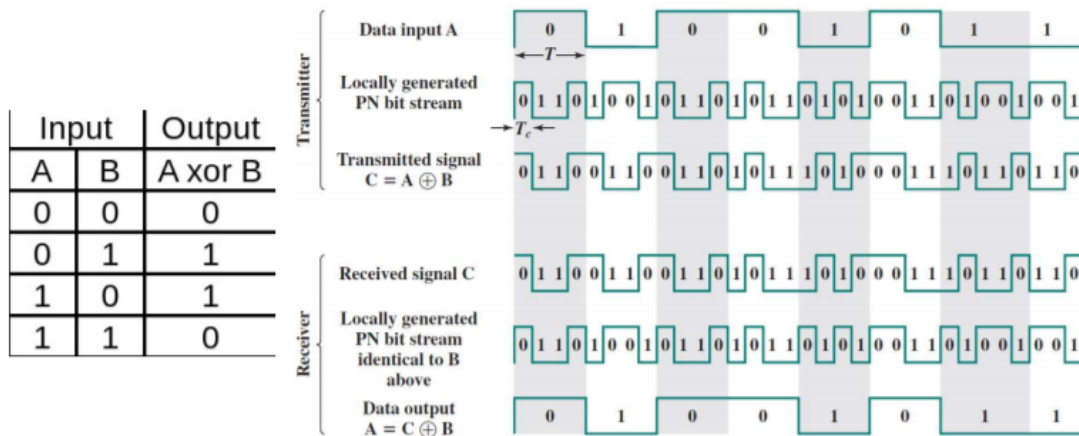 Input Output
A B A xor B
0 0 0
0 1 1
1 0 1
1 1 0
Transmitter
Data input A
0 1 0 0 1 0 1 1
T
Locally generated
PN bit stream
0 1 1 0 1 0 0 1 0 1 1 0 1 0 1 1 0 1 0 1 0 0 1 1 0 1 0 0 1 0 0 1
Tc
Transmitted signal
C = A ⊕ B
0 1 1 0 0 1 1 0 0 1 1 0 1 0 1 1 1 0 1 0 0 0 1 1 1 0 1 1 0 1 1 0
Receiver
Received signal C
0 1 1 0 0 1 1 0 0 1 1 0 1 0 1 1 1 0 1 0 0 0 1 1 1 0 1 1 0 1 1 0
Locally generated
PN bit stream
identical to B
above
0 1 1 0 1 0 0 1 0 1 1 0 1 0 1 1 0 1 0 1 0 0 1 1 0 1 0 0 1 0 0 1
Data output
A = C ⊕ B
0 1 0 0 1 0 1 1